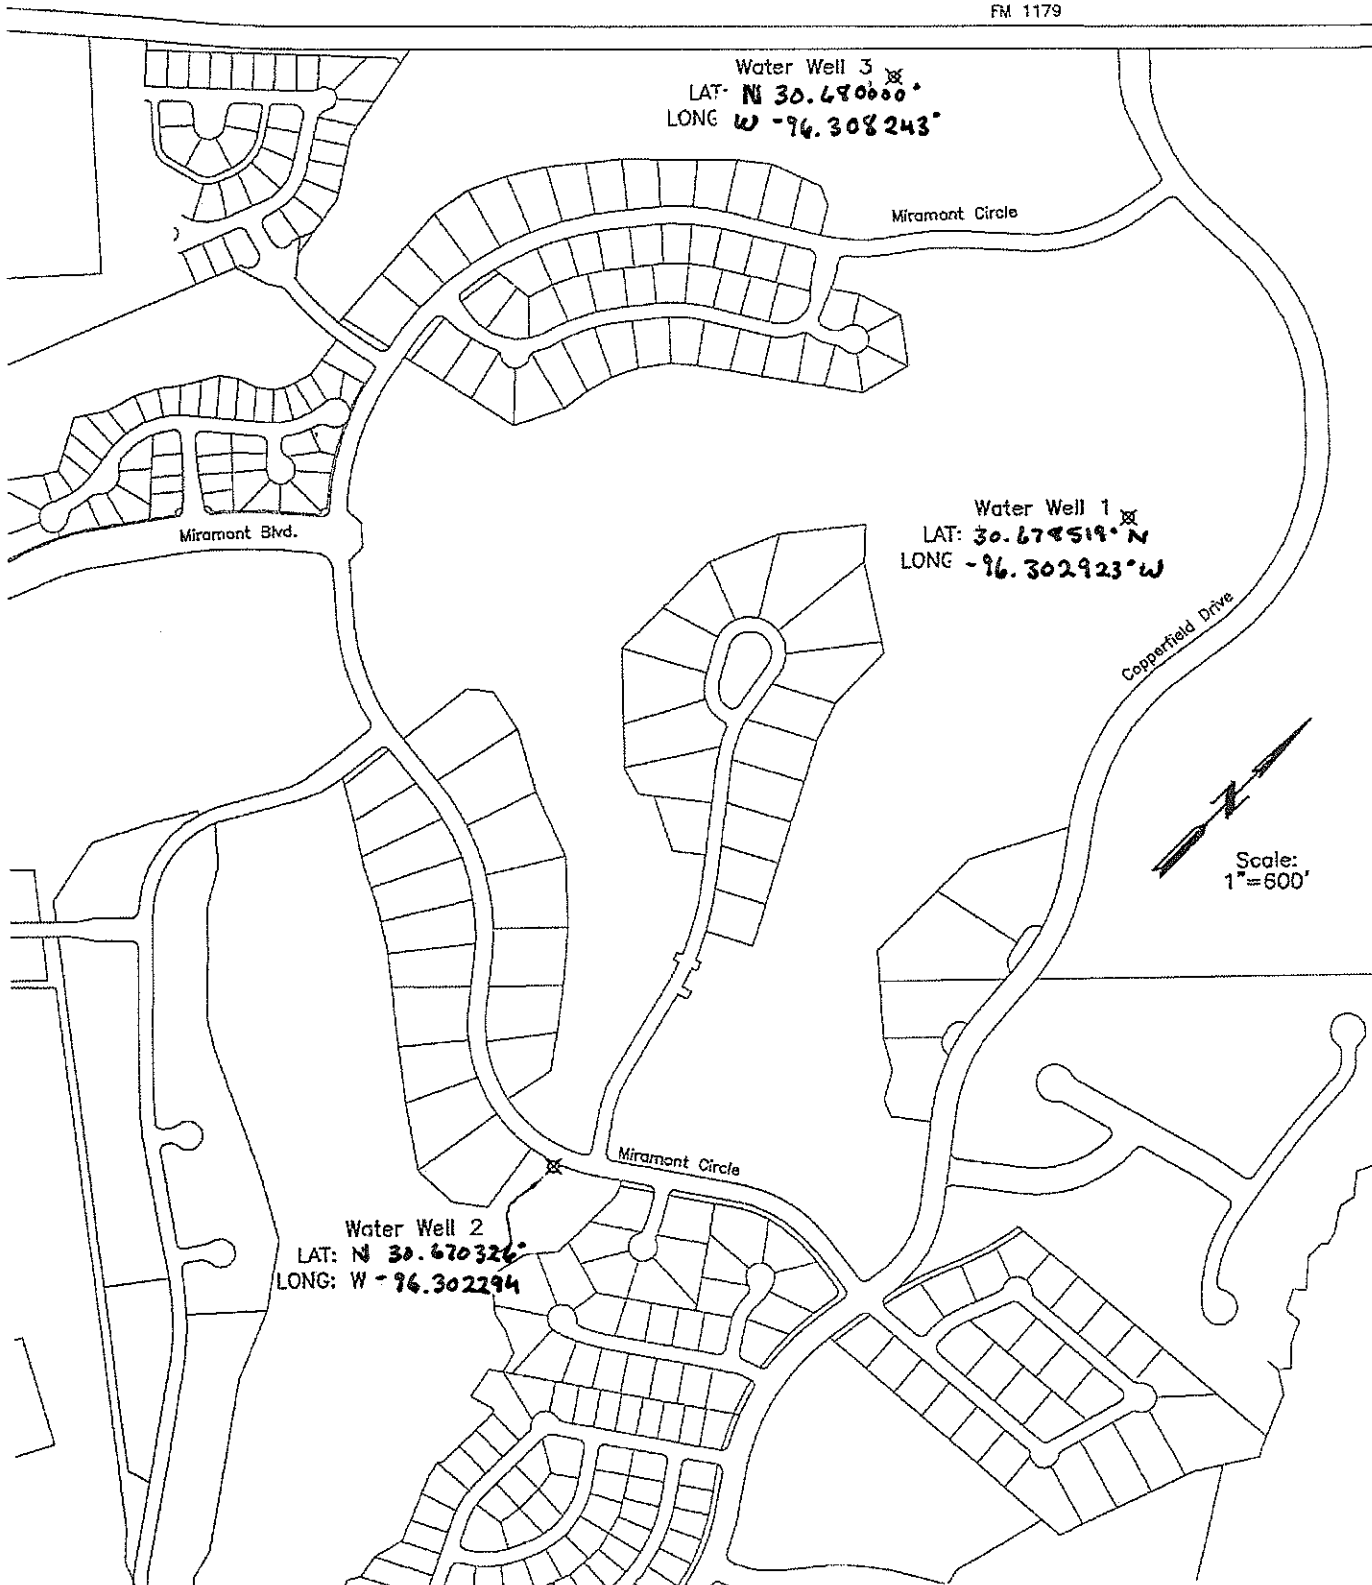 FM 1179
Water Well 3
LAT: N 30.680000°
LONG W -96.308243°
Miramont Circle
Water Well 1
LAT: 30.678519° N
LONG -96.302923° W
Miramont Blvd.
Copperfield Drive
N
Scale:
1"=600'
Miramont Circle
Water Well 2
LAT: N 30.670326°
LONG: W -96.302294